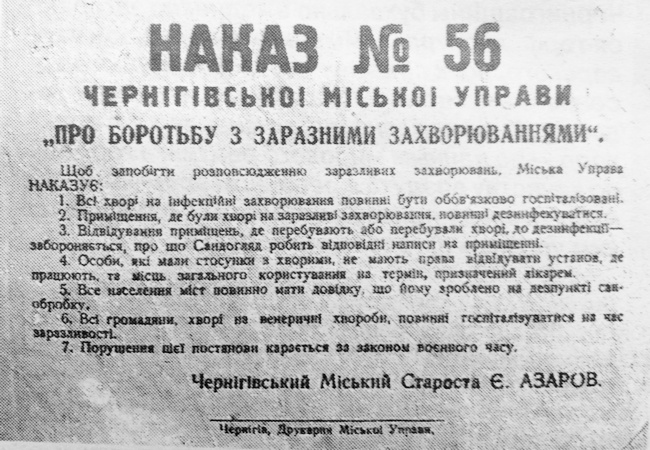 НАКАЗ № 56
ЧЕРНІГІВСЬКОІ МІСЬКОІ УПРАВИ
„ПРО БОРОТЬБУ З ЗАРАЗНИМИ ЗАХВОРЮВАННЯМИ“.
Щоб запобігти розповсюдженню заразливих захворювань, Міська Управа
НАКАЗУЄ:
1. Всі хворі на інфекційні захворювання повинні бути обов'язково госпіталізовані.
2. Приміщення, де були хворі на заразливі захворювання, повинні дезинфекуватися.
3. Відвідування приміщень, де перебувають або перебували хворі, до дезинфекції—
забороняється, про що Сандогляд робить відповідні написи на приміщенні.
4. Особи, які мали стосунки з хворими, не мають права відвідувати установ, де
працюють, та місць загального користування на термін, призначений лікарем.
5. Все населення міст повинно мати довідку, що йому зроблено на дезпункті сан-
обробку.
6. Всі громадяни, хворі на венеричні хвороби, повинні госпіталізуватися на час
заразливості.
7. Порушення цієї постанови карається за законом воєнного часу.
Чернігівський Міський Староста Є. АЗАРОВ.
Чернігів, Друкарня Міської Управи.